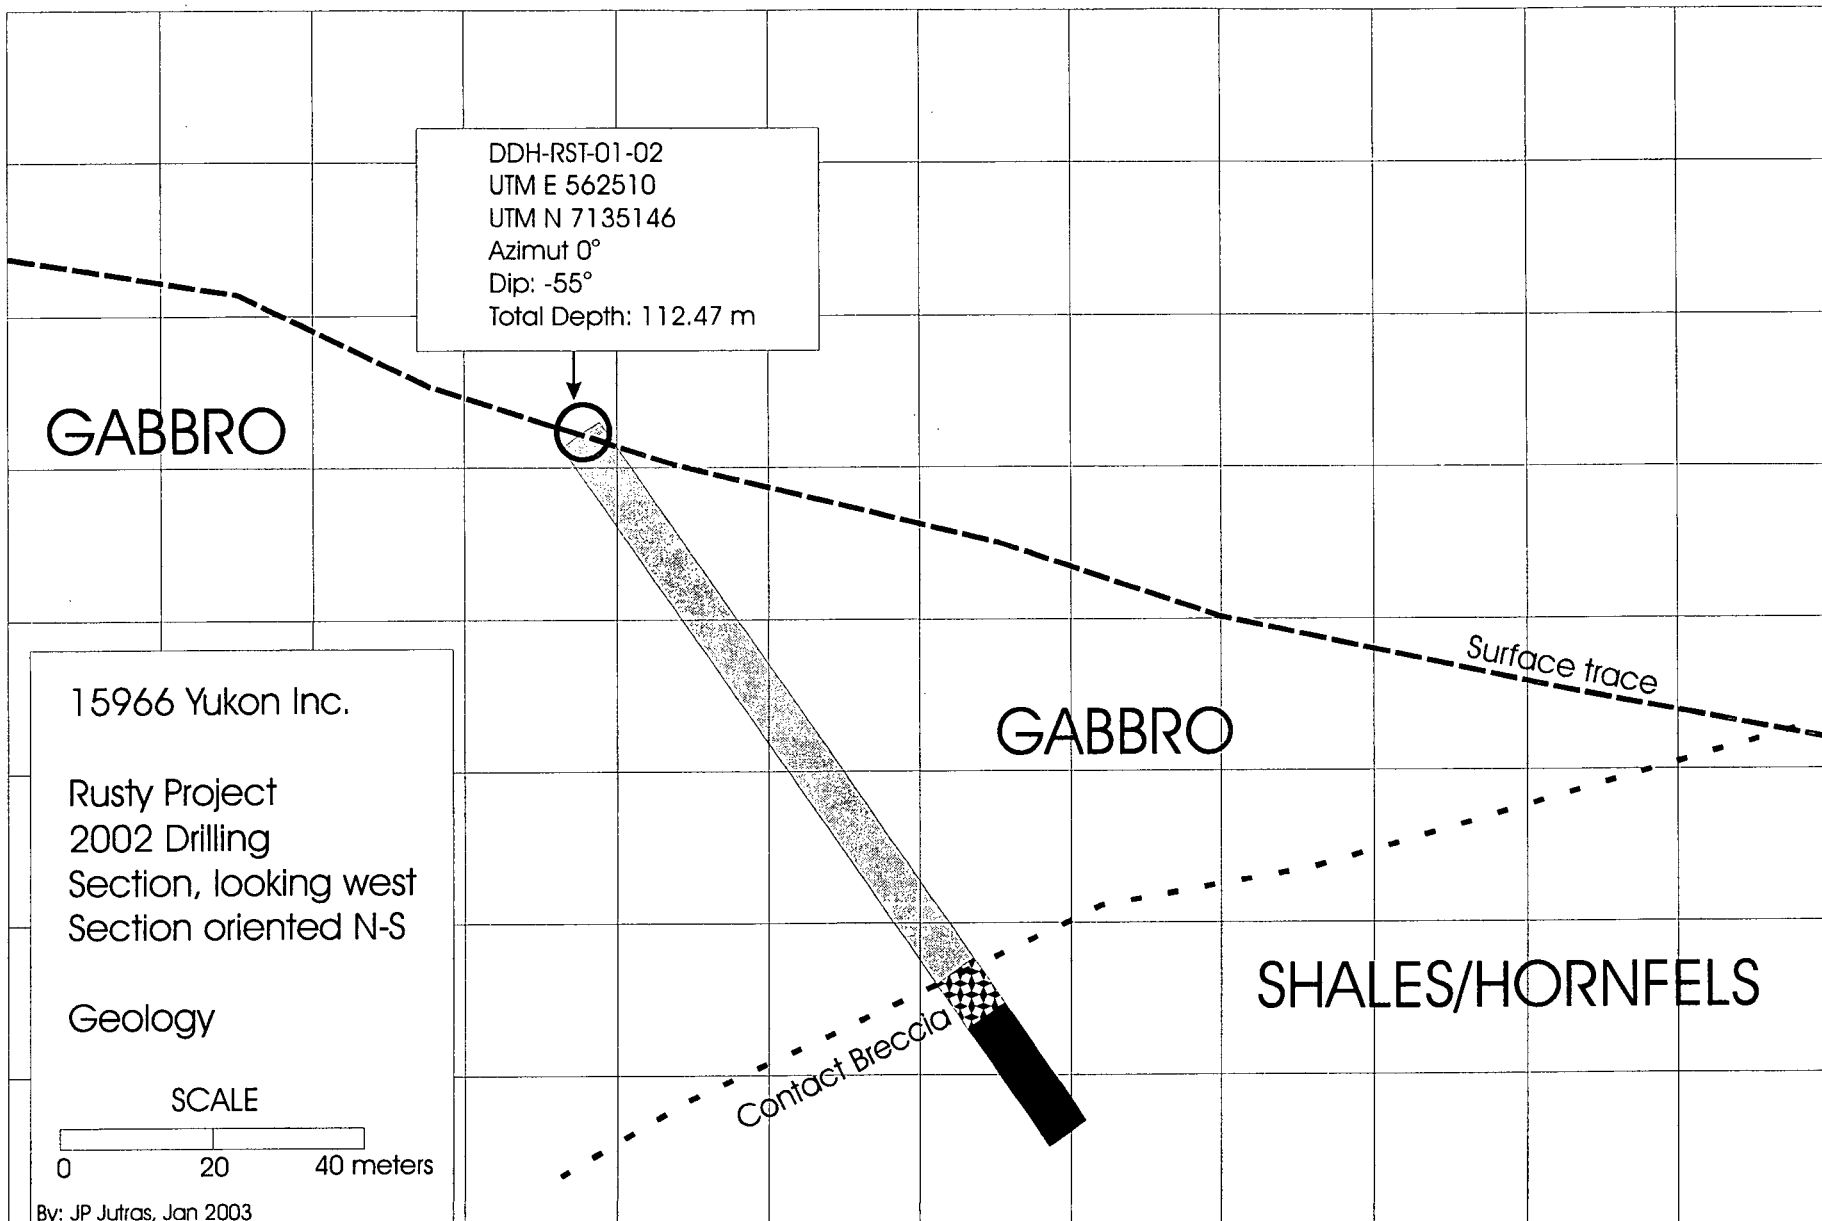 DDH-RST-01-02
UTM E 562510
UTM N 7135146
Azimut 0°
Dip: -55°
Total Depth: 112.47 m
GABBRO
Surface trace
GABBRO
SHALES/HORNFELS
Contact Breccia
15966 Yukon Inc.
Rusty Project
2002 Drilling
Section, looking west
Section oriented N-S
Geology
SCALE
0 20 40 meters
By: JP Jutras, Jan 2003